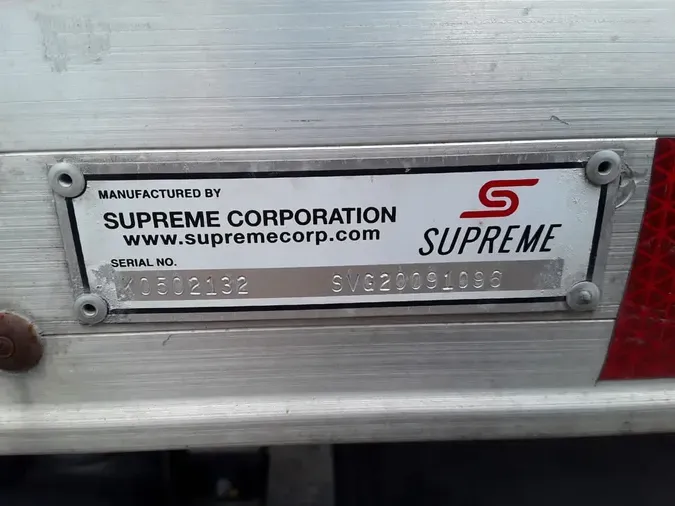 MANUFACTURED BY
SUPREME CORPORATION
www.supremecorp.com
SUPREME
SERIAL NO.
K0502132 SVG20091096